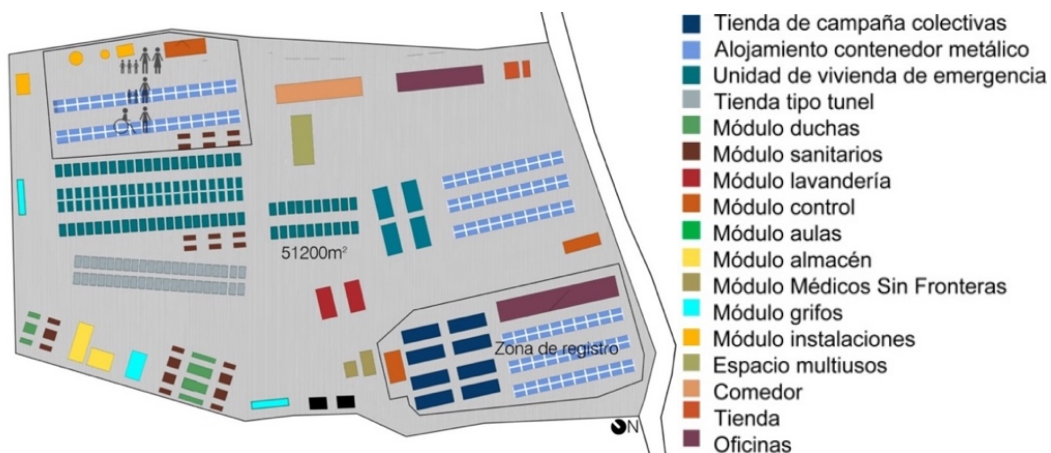 51200m²
Zona de registro
N
Tienda de campaña colectivas
Alojamiento contenedor metálico
Unidad de vivienda de emergencia
Tienda tipo tunel
Módulo duchas
Módulo sanitarios
Módulo lavandería
Módulo control
Módulo aulas
Módulo almacén
Módulo Médicos Sin Fronteras
Módulo grifos
Módulo instalaciones
Espacio multiusos
Comedor
Tienda
Oficinas